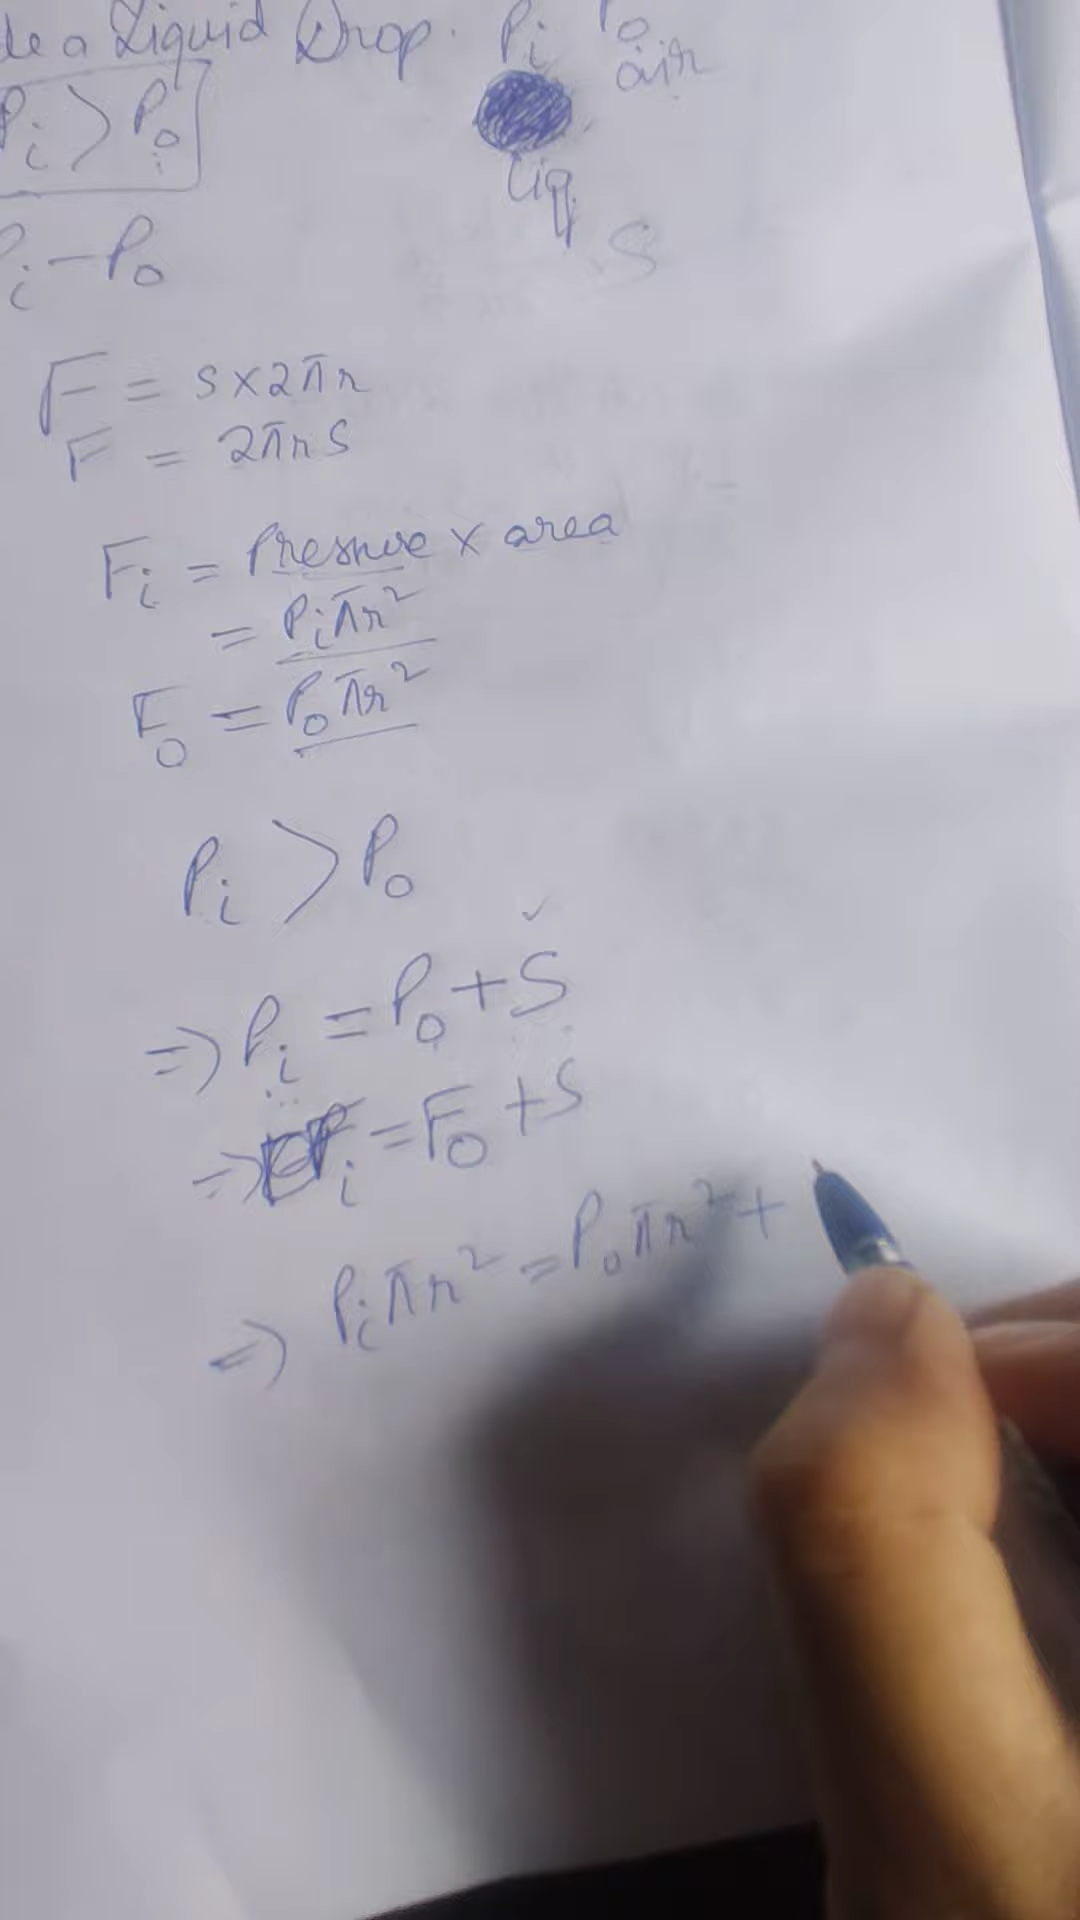 a Liquid Drop. Pi Po
air
Pi > Po
Liq
Pi - Po
S
F = S×2πr
F = 2πrS
Fi = Pressure × area
= Piπr²
Fo = Poπr²
Pi > Po
✓
⇒ Pi = Po + S
⇒ Fi = Fo + S
⇒ Piπr² = Poπr² +